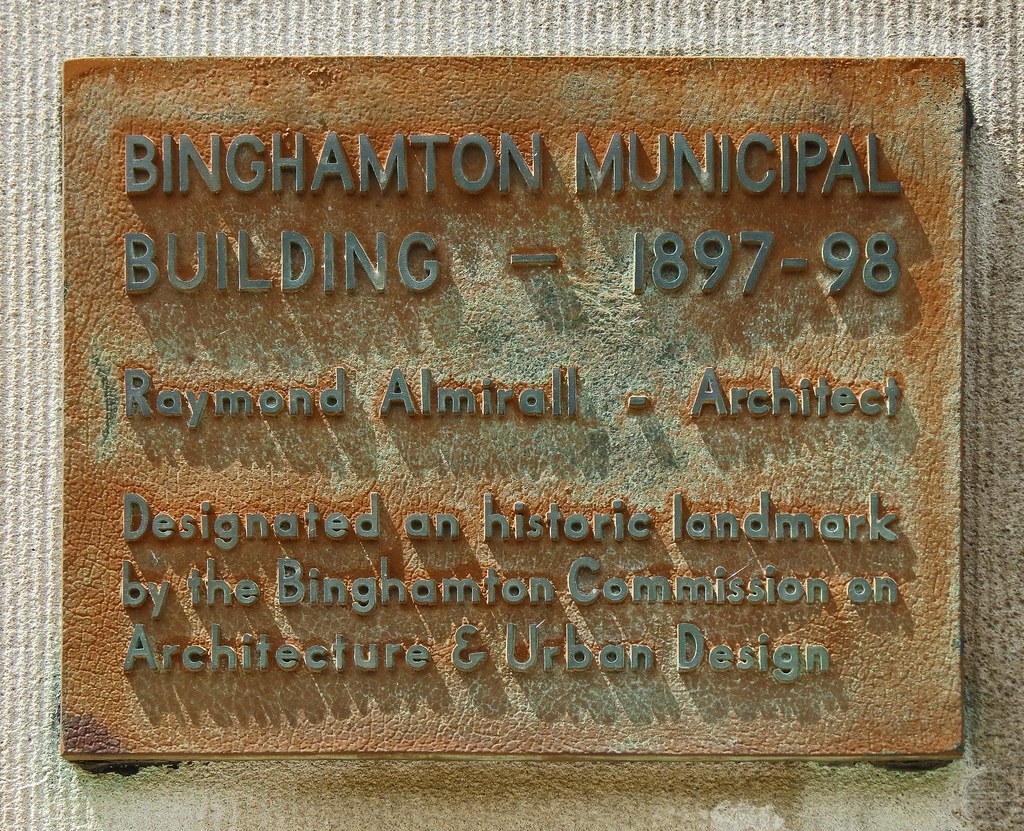 BINGHAMTON MUNICIPAL
BUILDING - 1897-98
Raymond Almirall - Architect
Designated an historic landmark
by the Binghamton Commission on
Architecture & Urban Design